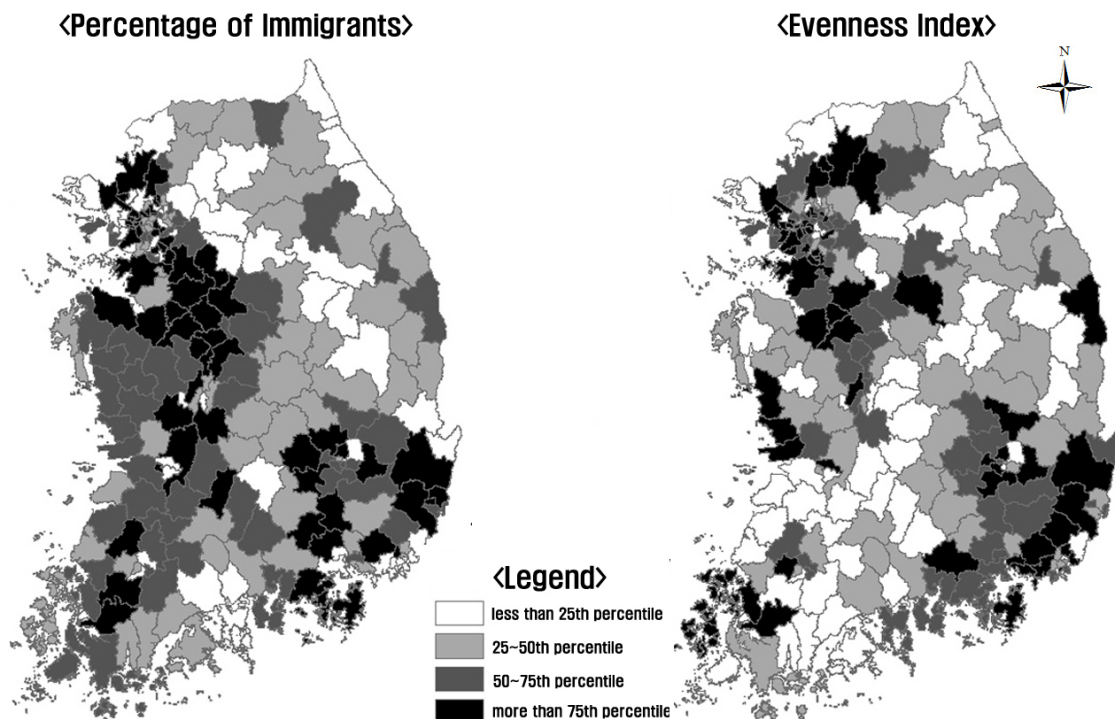 <Percentage of Immigrants>
<Evenness Index>
N
<Legend>
less than 25th percentile
25~50th percentile
50~75th percentile
more than 75th percentile